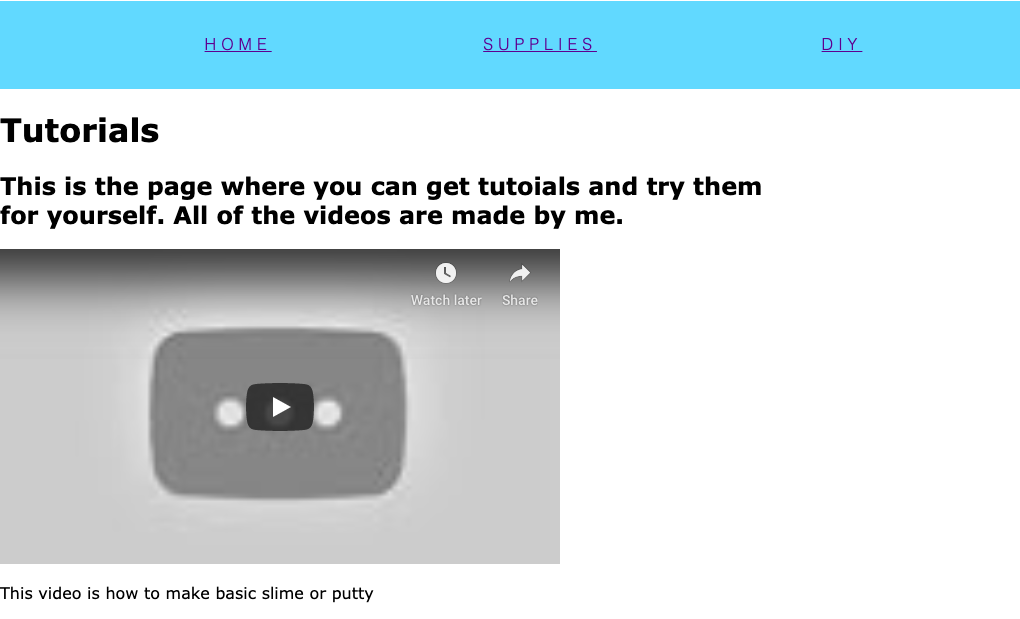 HOME SUPPLIES DIY
Tutorials
This is the page where you can get tutoials and try them
for yourself. All of the videos are made by me.
Watch later Share
This video is how to make basic slime or putty